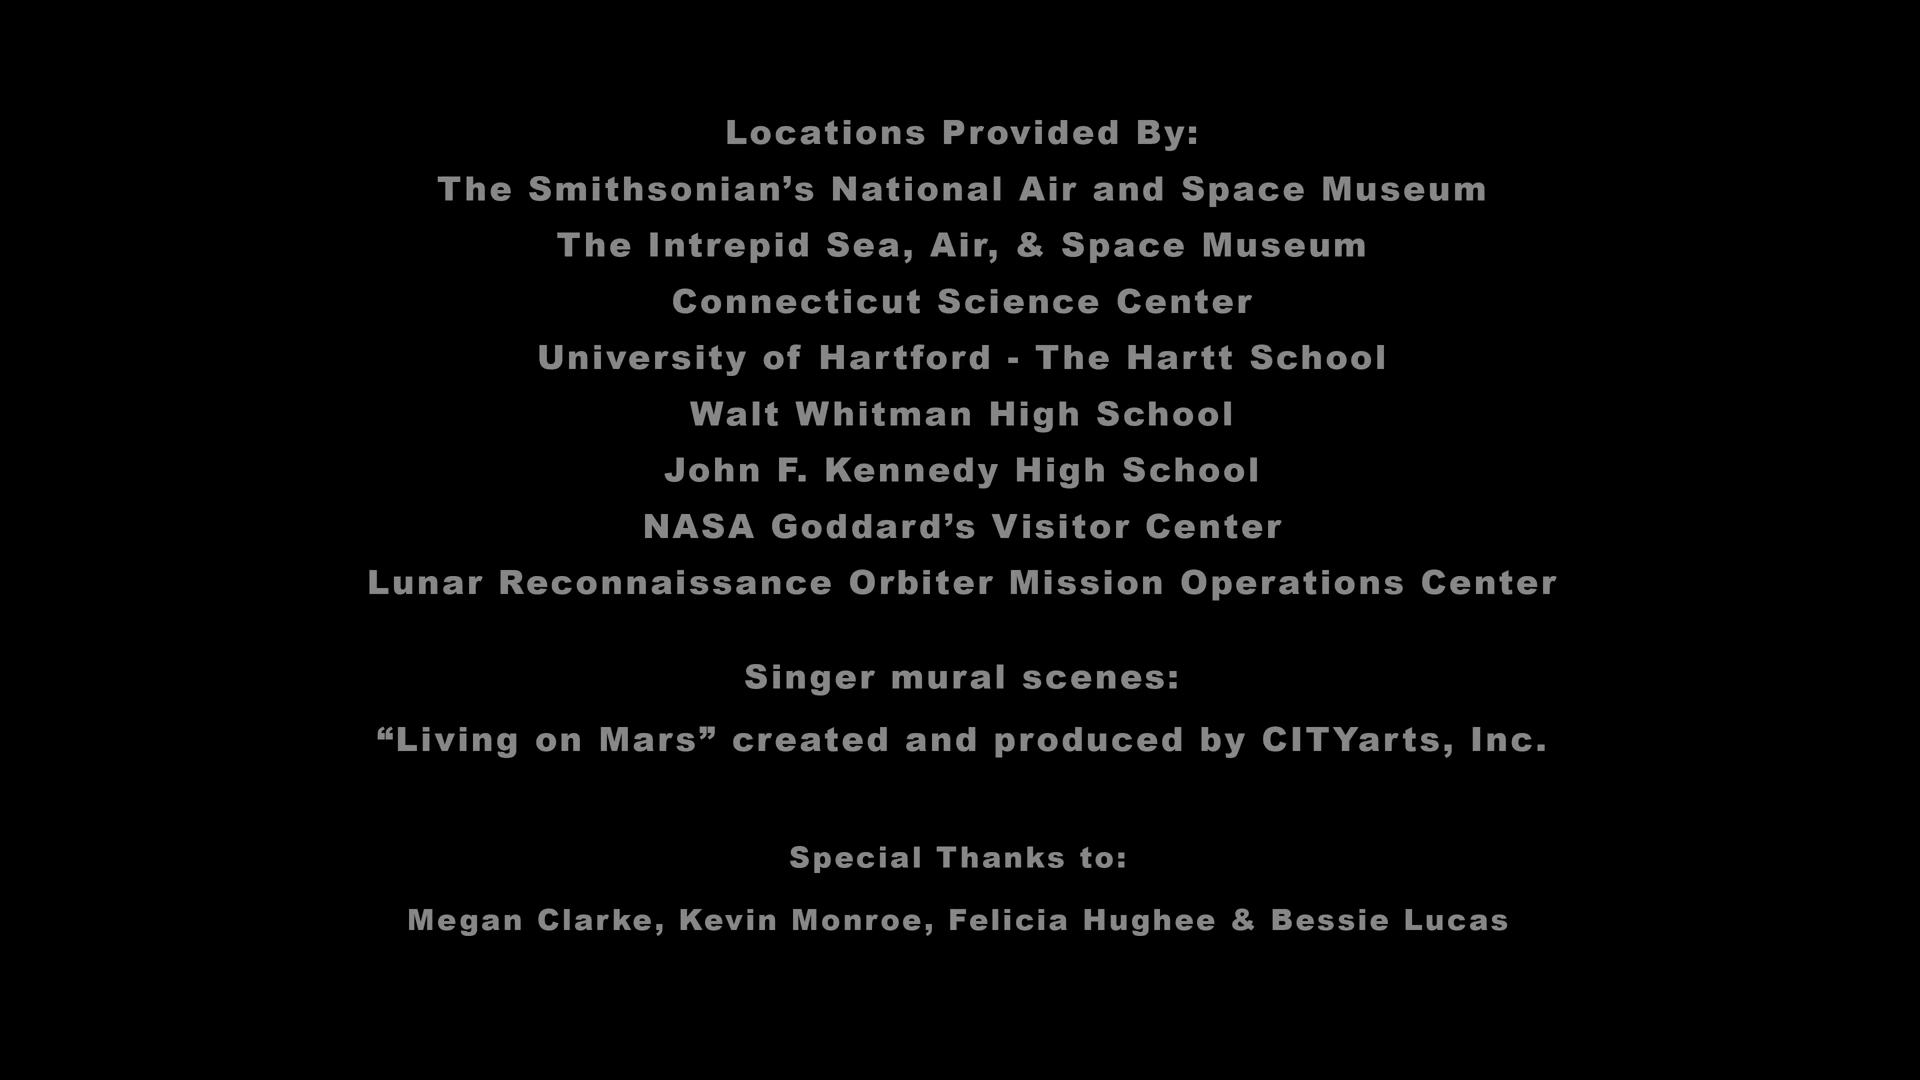 Locations Provided By:
The Smithsonian’s National Air and Space Museum
The Intrepid Sea, Air, & Space Museum
Connecticut Science Center
University of Hartford - The Hartt School
Walt Whitman High School
John F. Kennedy High School
NASA Goddard’s Visitor Center
Lunar Reconnaissance Orbiter Mission Operations Center
Singer mural scenes:
“Living on Mars” created and produced by CITYarts, Inc.
Special Thanks to:
Megan Clarke, Kevin Monroe, Felicia Hughee & Bessie Lucas